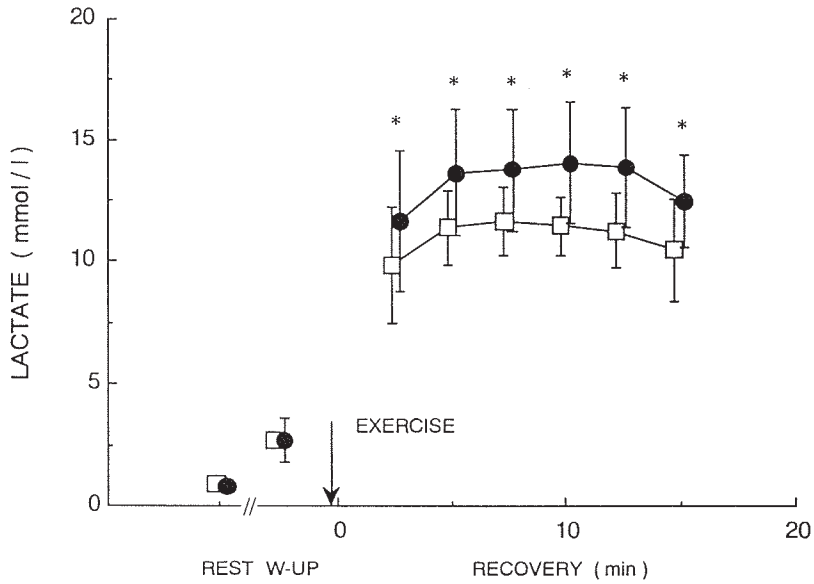 20
15
10
5
0
LACTATE ( mmol / l )
* * * * * *
EXERCISE
0 10 20
REST W-UP RECOVERY ( min )